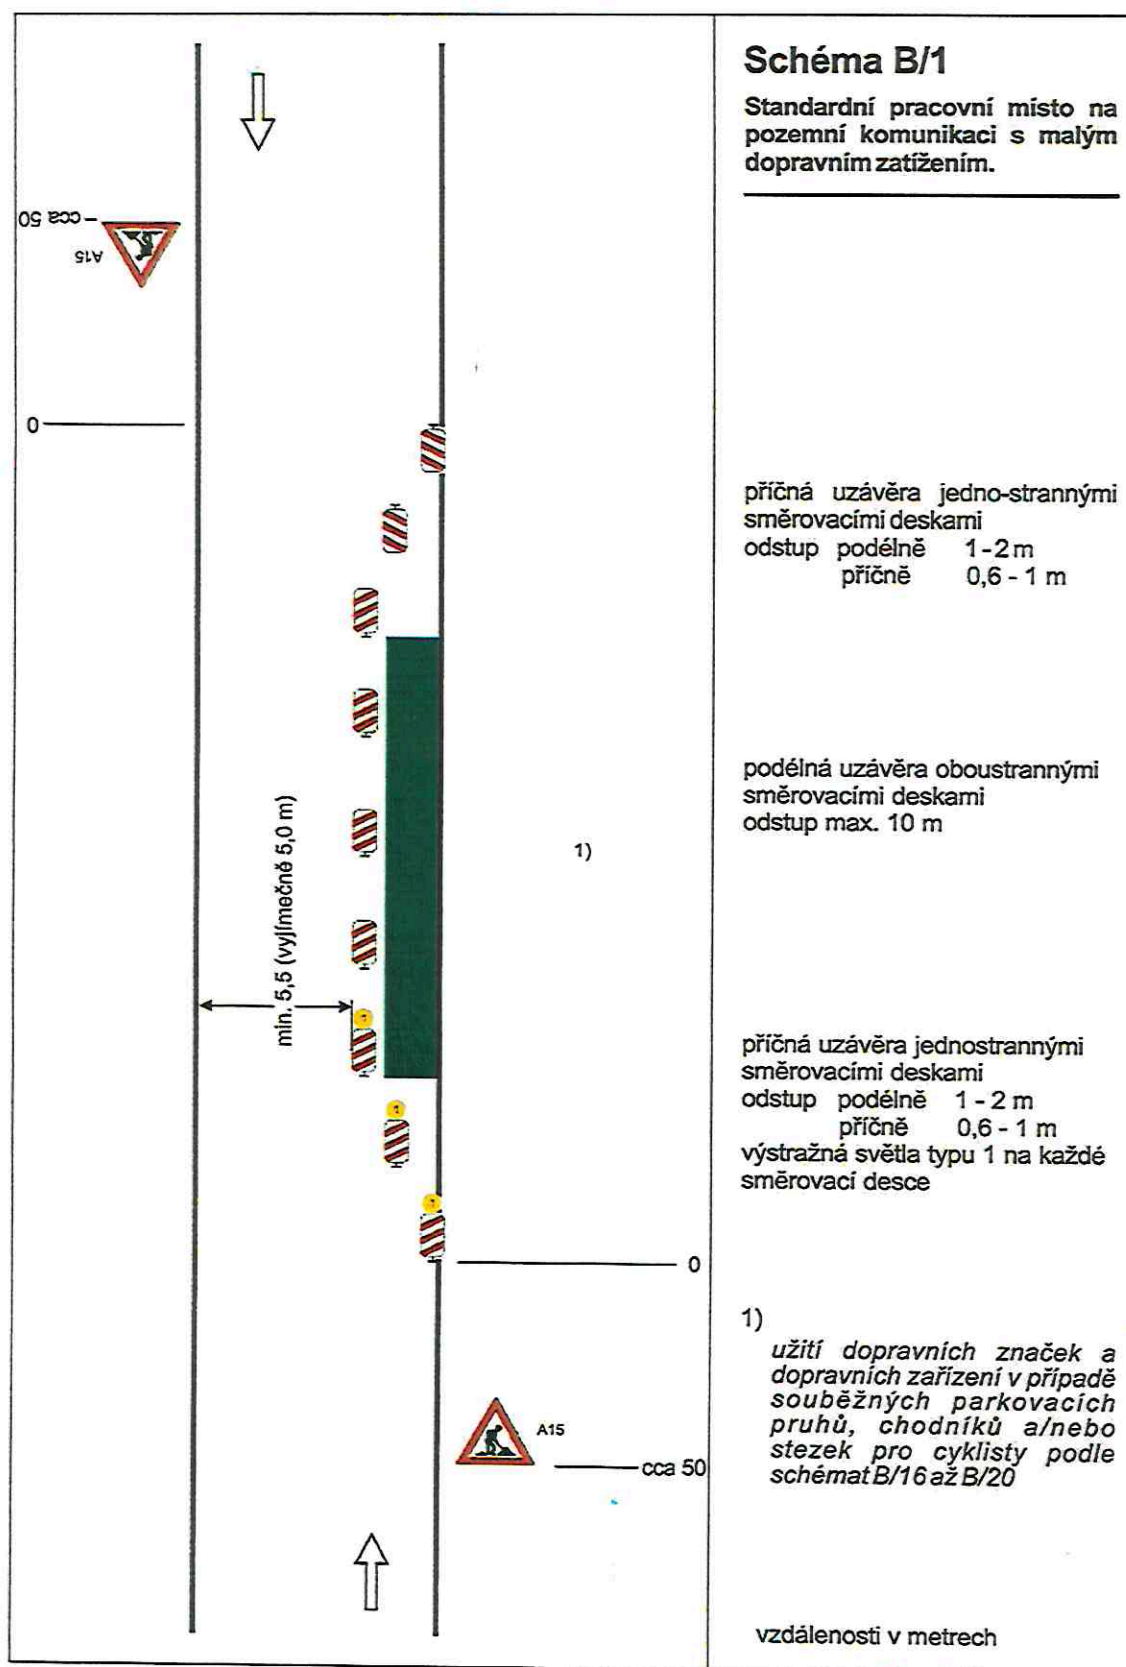 Schéma B/1
Standardní pracovní místo na
pozemní komunikaci s malým
dopravním zatížením.
cca 50
A15
0
příčná uzávěra jedno-strannými
směrovacími deskami
odstup podélně 1-2 m
příčně 0,6 - 1 m
podélná uzávěra oboustrannými
směrovacími deskami
odstup max. 10 m
min. 5,5 (vyjímečně 5,0 m)
1)
příčná uzávěra jednostrannými
směrovacími deskami
odstup podélně 1 - 2 m
příčně 0,6 - 1 m
výstražná světla typu 1 na každé
směrovací desce
1
1
1
0
1)
užití dopravních značek a
dopravních zařízení v případě
souběžných parkovacích
pruhů, chodníků a/nebo
stezek pro cyklisty podle
schémat B/16 až B/20
A15
cca 50
vzdálenosti v metrech